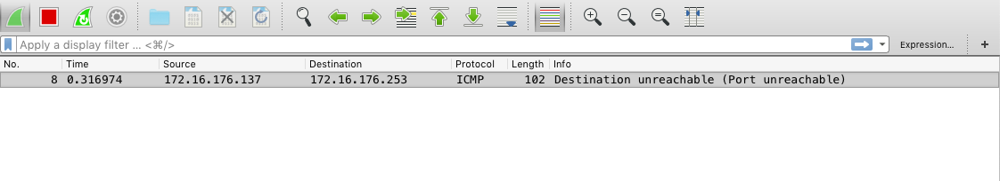 Apply a display filter ... <⌘/> Expression... +
No. Time Source Destination Protocol Length Info
8 0.316974 172.16.176.137 172.16.176.253 ICMP 102 Destination unreachable (Port unreachable)